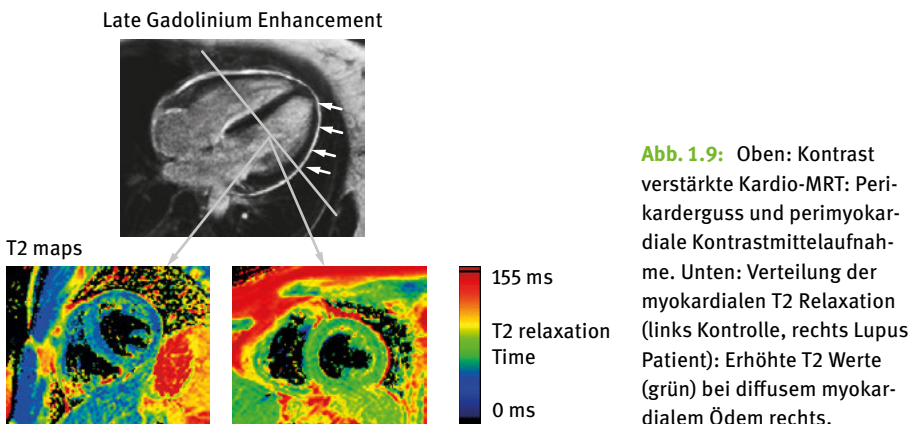 Late Gadolinium Enhancement
T2 maps
155 ms
T2 relaxation
Time
0 ms
Abb. 1.9: Oben: Kontrast
verstärkte Kardio-MRT: Peri-
karderguss und perimyokar-
diale Kontrastmittelaufnah-
me. Unten: Verteilung der
myokardialen T2 Relaxation
(links Kontrolle, rechts Lupus
Patient): Erhöhte T2 Werte
(grün) bei diffusem myokar-
dialem Ödem rechts.